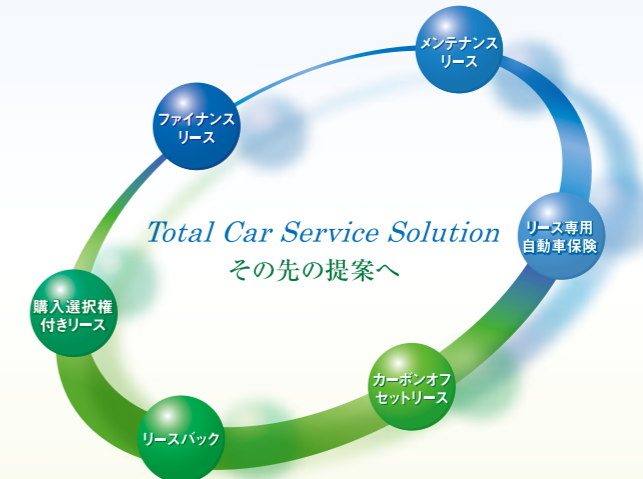 メンテナンス
リース
ファイナンス
リース
リース専用
自動車保険
Total Car Service Solution
その先の提案へ
購入選択権
付きリース
カーボンオフ
セットリース
リースバック